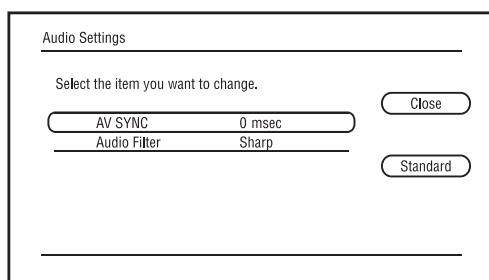 Audio Settings
Select the item you want to change.
Close
AV SYNC 0 msec
Audio Filter Sharp
Standard